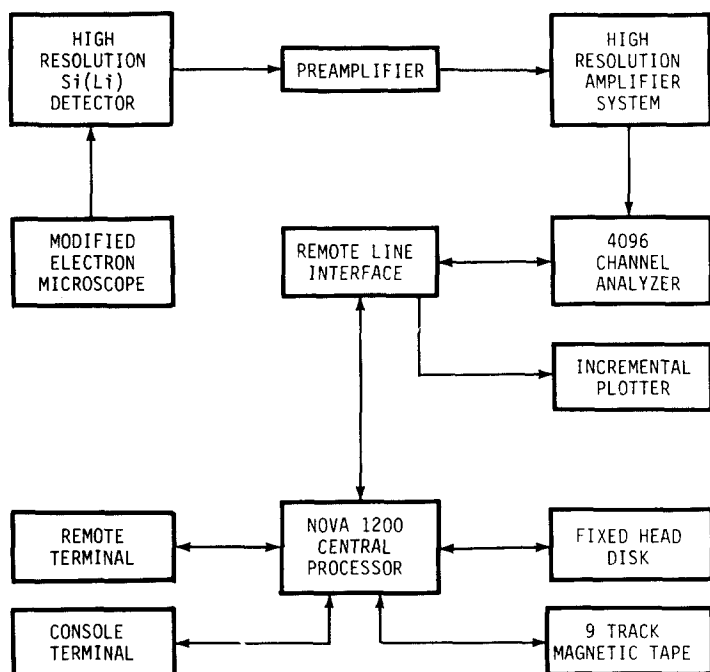 HIGH
RESOLUTION
Si(Li)
DETECTOR
PREAMPLIFIER
HIGH
RESOLUTION
AMPLIFIER
SYSTEM
MODIFIED
ELECTRON
MICROSCOPE
REMOTE LINE
INTERFACE
4096
CHANNEL
ANALYZER
INCREMENTAL
PLOTTER
REMOTE
TERMINAL
NOVA 1200
CENTRAL
PROCESSOR
FIXED HEAD
DISK
CONSOLE
TERMINAL
9 TRACK
MAGNETIC TAPE